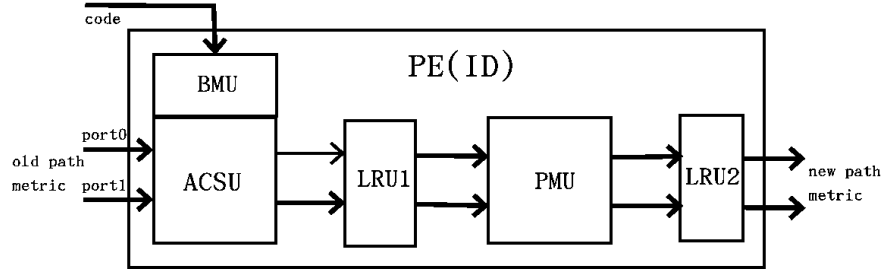 code
PE(ID)
BMU
port0
old path
metric port1
ACSU
LRU1
PMU
LRU2
new path
metric